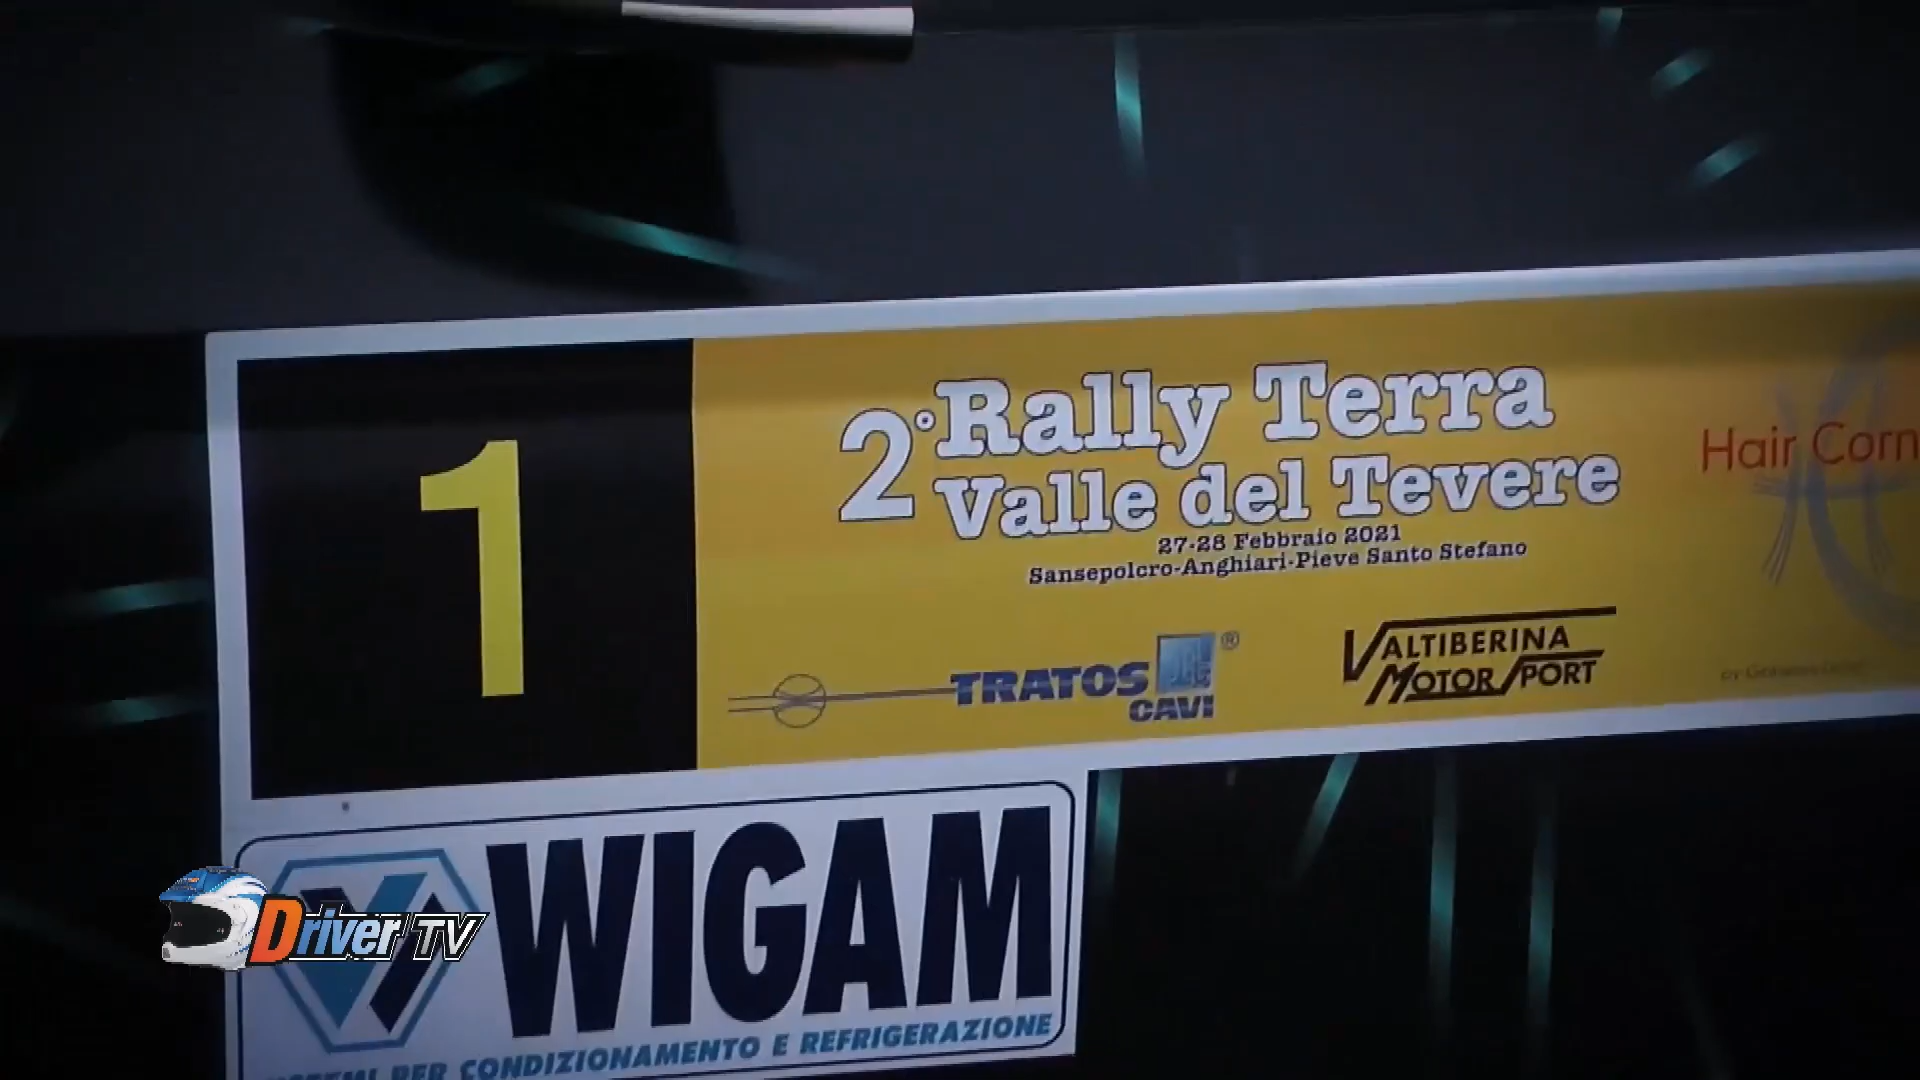 1
2° Rally Terra
Valle del Tevere
27-28 Febbraio 2021
Sansepolcro-Anghiari-Pieve Santo Stefano
Hair Corn
TRATOS ®
CAVI
VALTIBERINA
MOTOR SPORT
WIGAM
PER CONDIZIONAMENTO E REFRIGERAZIONE
Driver TV